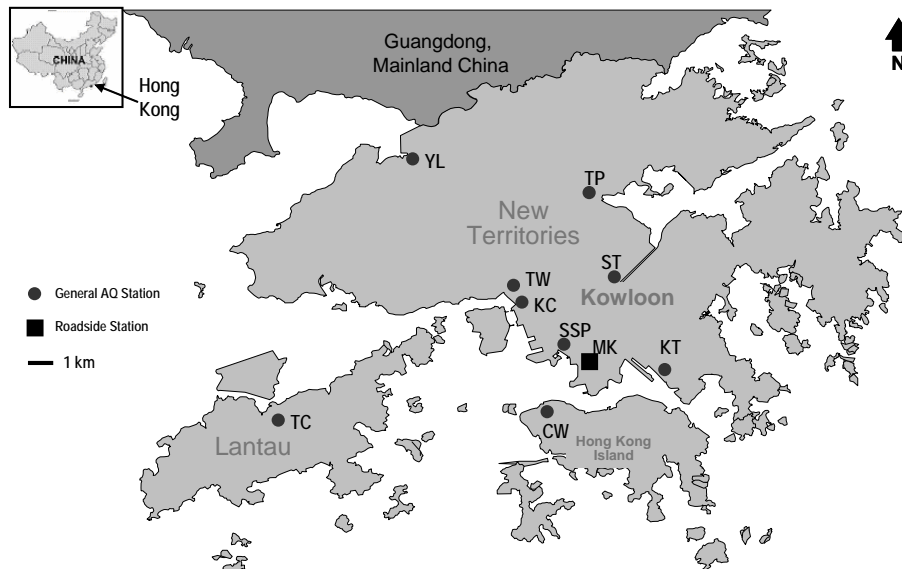 CHINA
Hong
Kong
Guangdong,
Mainland China
N
YL
TP
New
Territories
ST
TW
Kowloon
KC
General AQ Station
Roadside Station
SSP
MK
KT
1 km
TC
CW
Lantau
Hong Kong
Island